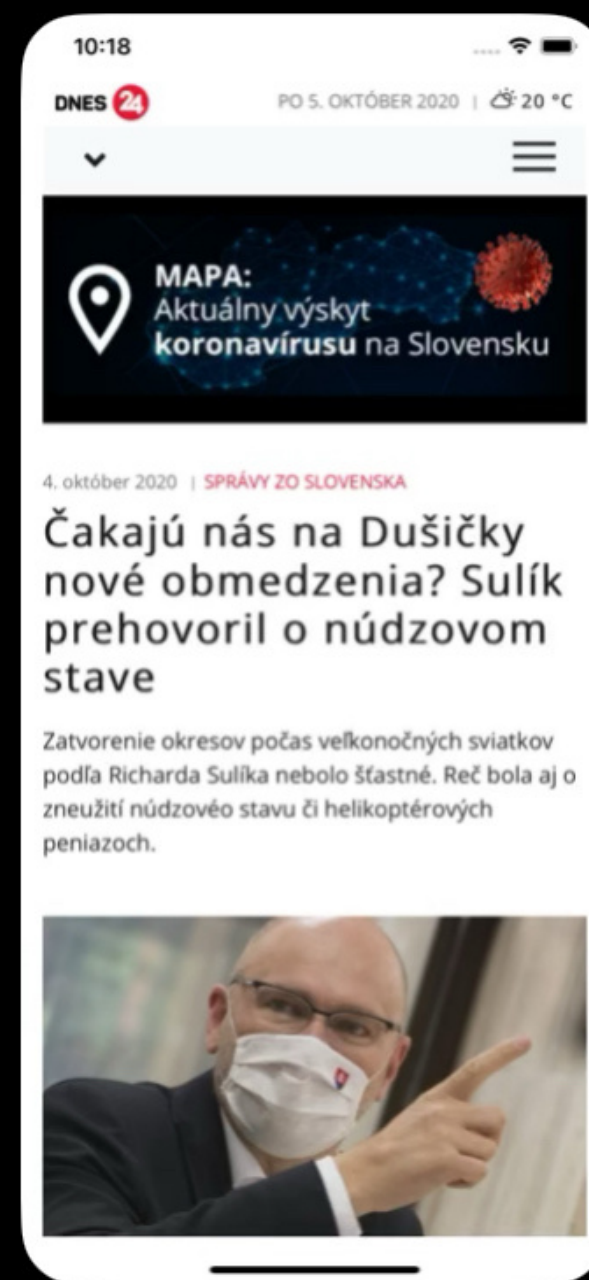 10:18
DNES 24
PO 5. OKTÓBER 2020 | 20 °C
MAPA:
Aktuálny výskyt
koronavírusu na Slovensku
4. október 2020 | SPRÁVY ZO SLOVENSKA
Čakajú nás na Dušičky
nové obmedzenia? Sulík
prehovoril o núdzovom
stave
Zatvorenie okresov počas veľkonočných sviatkov
podľa Richarda Sulíka nebolo šťastné. Reč bola aj o
zneužití núdzovéo stavu či helikoptérových
peniazoch.